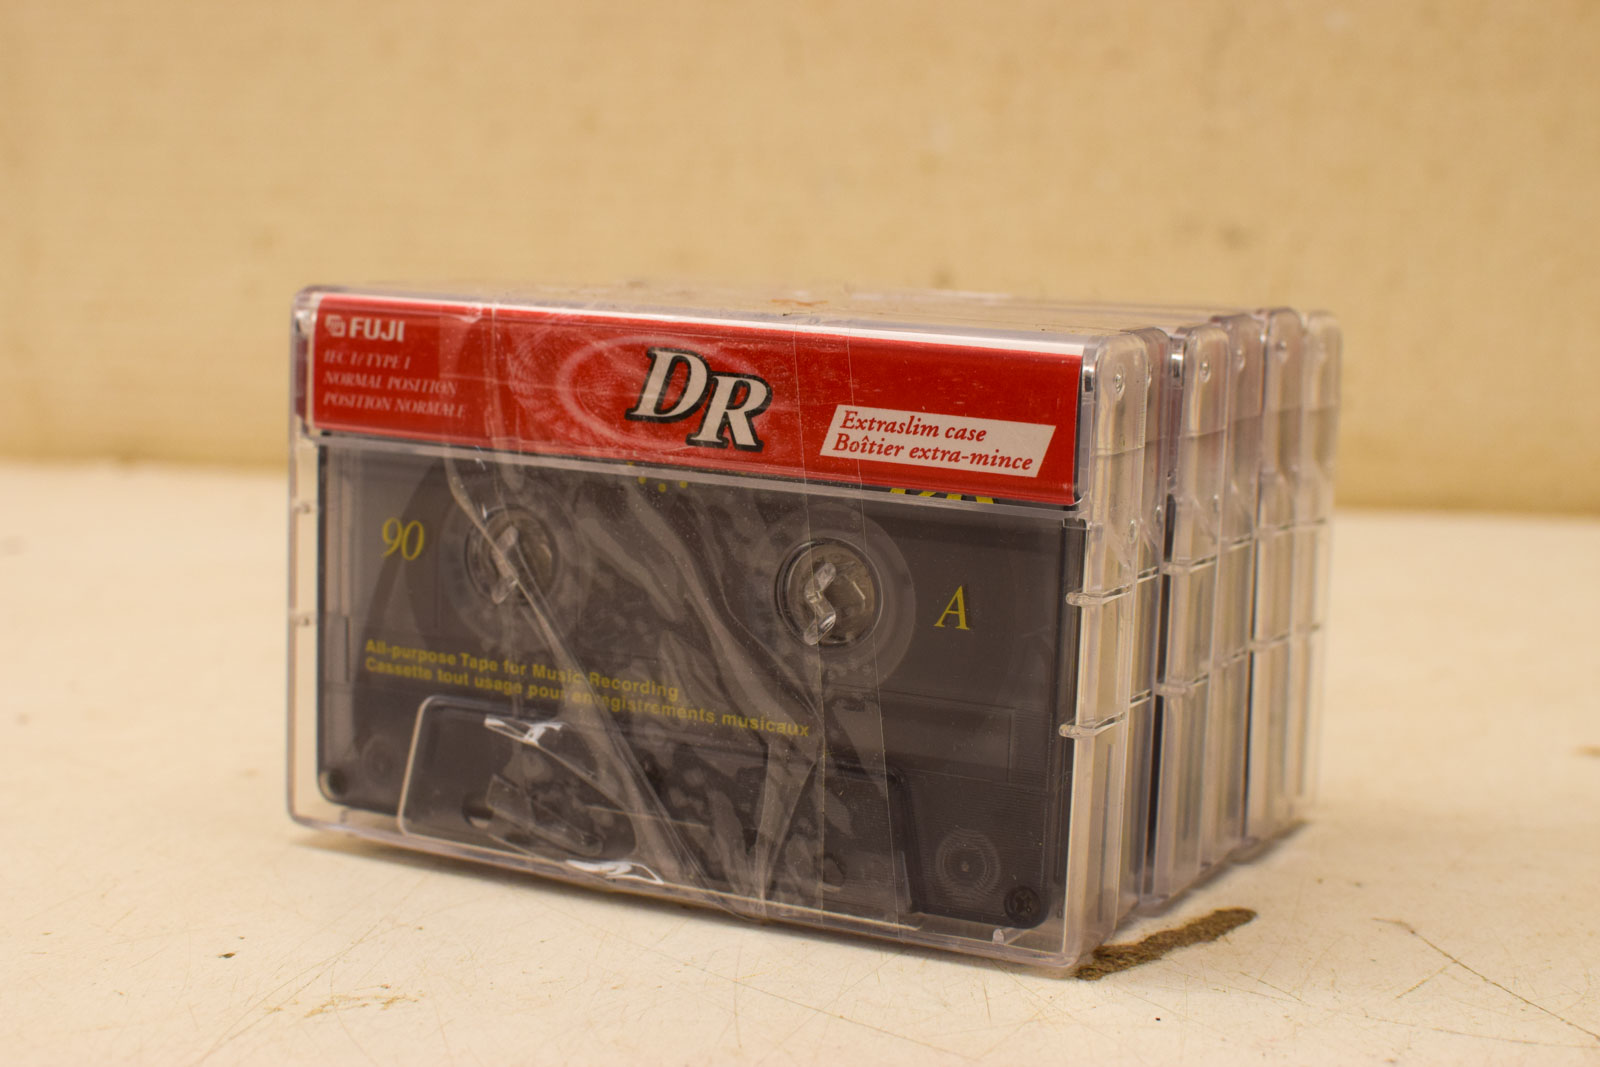 FUJI
IEC I/TYPE I
NORMAL POSITION
POSITION NORMALE
DR
Extraslim case
Boîtier extra-mince
90
A
All-purpose Tape for Music Recording
Cassette tout usage pour enregistrements musicaux